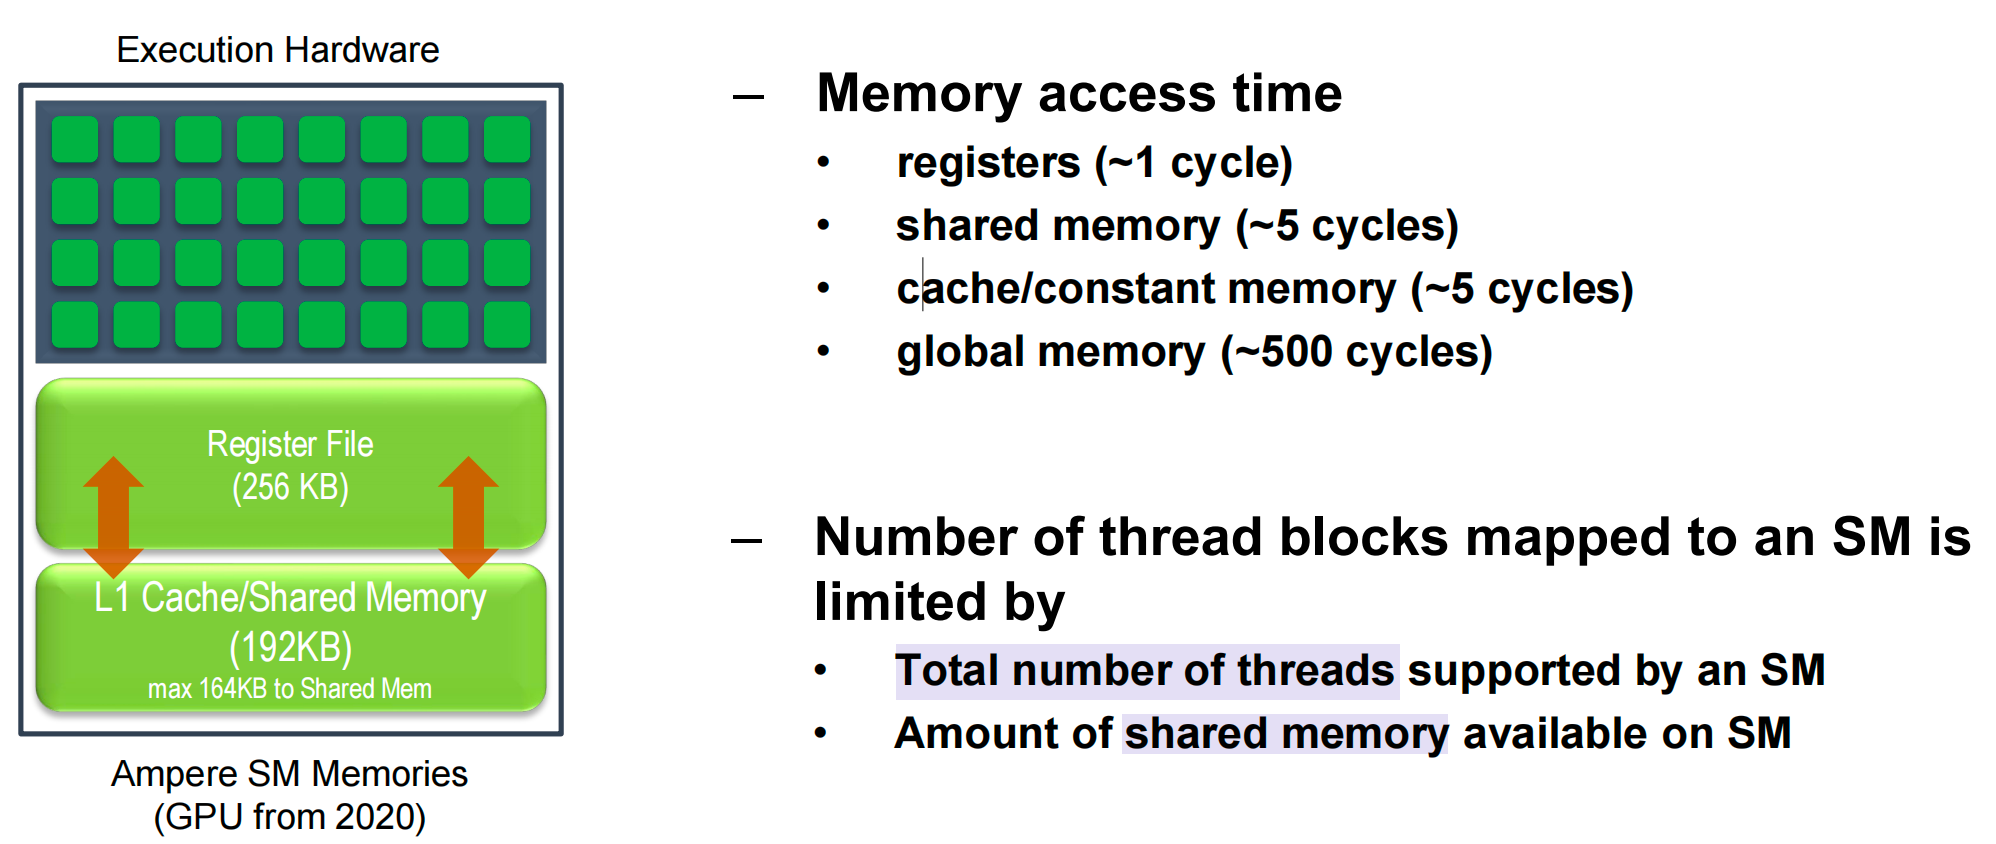 Execution Hardware
Register File
(256 KB)
L1 Cache/Shared Memory
(192KB)
max 164KB to Shared Mem
Ampere SM Memories
(GPU from 2020)
– Memory access time
• registers (~1 cycle)
• shared memory (~5 cycles)
• cache/constant memory (~5 cycles)
• global memory (~500 cycles)
– Number of thread blocks mapped to an SM is
limited by
• Total number of threads supported by an SM
• Amount of shared memory available on SM